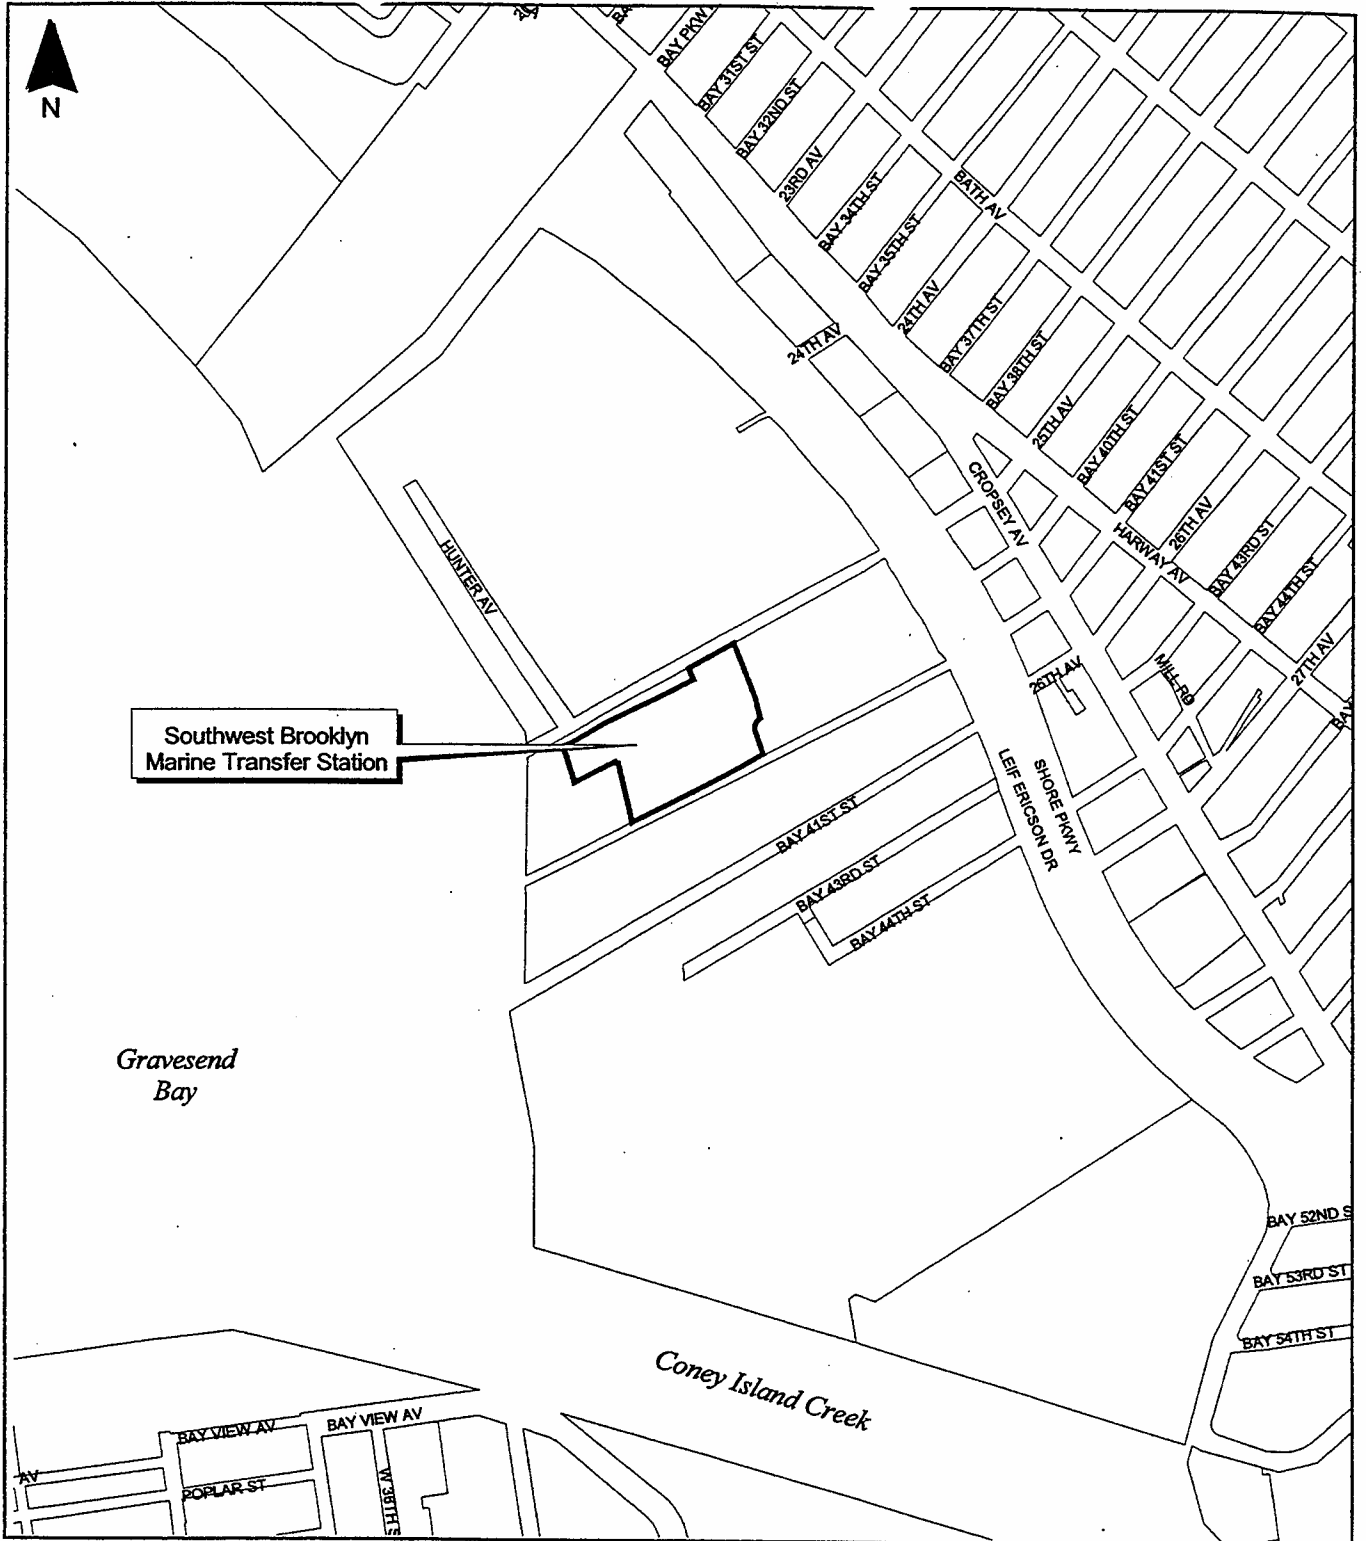 N
BAY PKWY
BAY 31ST ST
BAY 32ND ST
23RD AV
BAY 34TH ST
BATH AV
BAY 35TH ST
24TH AV
24TH AV
BAY 37TH ST
BAY 38TH ST
25TH AV
BAY 40TH ST
BAY 41ST ST
CROPSEY AV
26TH AV
HARWAY AV
BAY 43RD ST
BAY 44TH ST
HUNTER AV
27TH AV
26TH AV
MILL RD
BAY
Southwest Brooklyn
Marine Transfer Station
SHORE PKWY
LEIF ERICSON DR
BAY 41ST ST
BAY 43RD ST
BAY 44TH ST
Gravesend
Bay
BAY 52ND S
BAY 53RD ST
BAY 54TH ST
Coney Island Creek
BAY VIEW AV
BAY VIEW AV
AV
POPLAR ST
W 36TH S